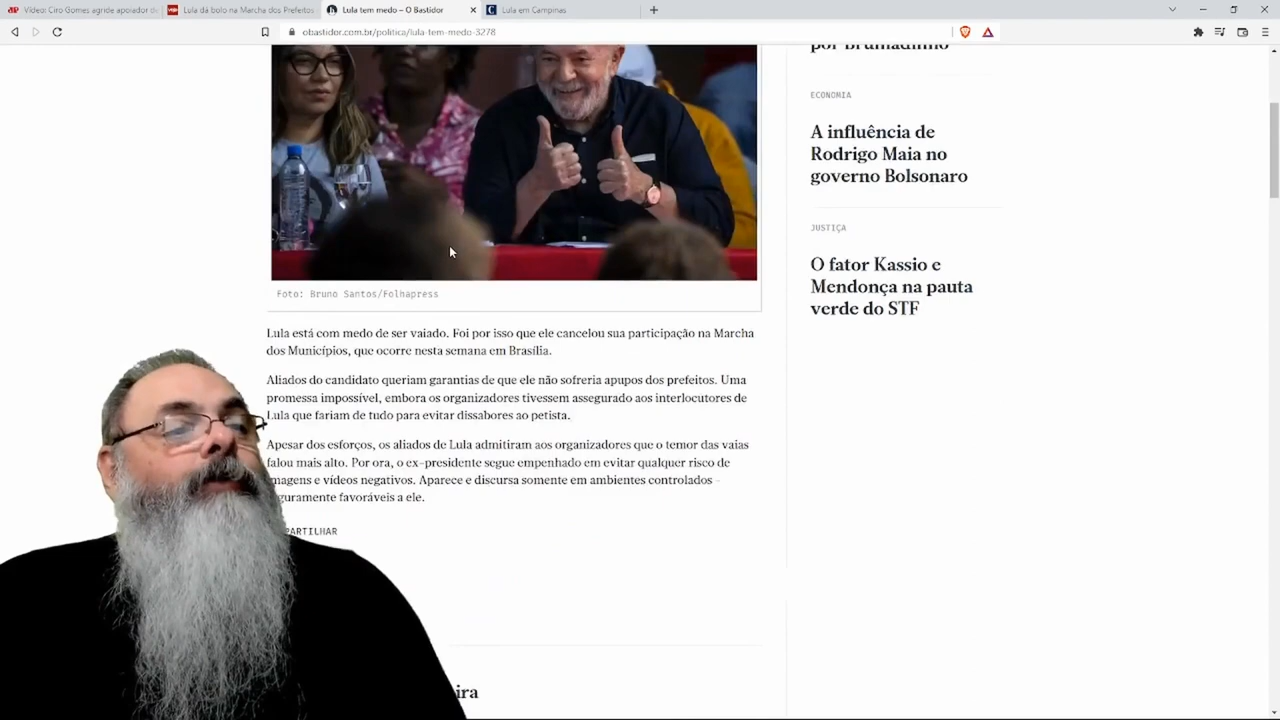 Vídeo: Ciro Gomes agride apoiador de
Lula dá bolo na Marcha dos Prefeitos
Lula tem medo – O Bastidor
Lula em Campinas
obastidor.com.br/politica/lula-tem-medo-3278
por Brumadinho
ECONOMIA
A influência de
Rodrigo Maia no
governo Bolsonaro
JUSTIÇA
O fator Kassio e
Mendonça na pauta
verde do STF
Foto: Bruno Santos/Folhapress
Lula está com medo de ser vaiado. Foi por isso que ele cancelou sua participação na Marcha
dos Municípios, que ocorre nesta semana em Brasília.
Aliados do candidato queriam garantias de que ele não sofreria apupos dos prefeitos. Uma
promessa impossível, embora os organizadores tivessem assegurado aos interlocutores de
Lula que fariam de tudo para evitar dissabores ao petista.
Apesar dos esforços, os aliados de Lula admitiram aos organizadores que o temor das vaias
falou mais alto. Por ora, o ex-presidente segue empenhado em evitar qualquer risco de
magens e vídeos negativos. Aparece e discursa somente em ambientes controlados –
guramente favoráveis a ele.
PARTILHAR
ira